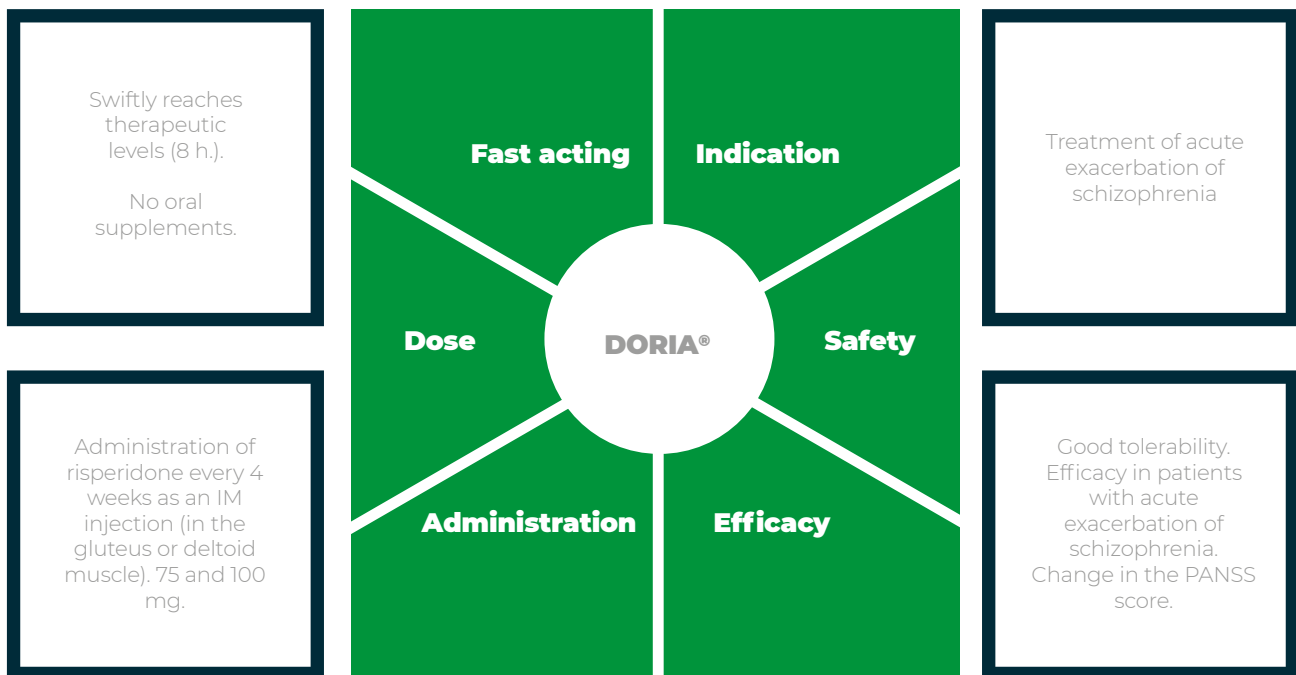 Swiftly reaches
therapeutic
levels (8 h.).
No oral
supplements.
Fast acting
Indication
Treatment of acute
exacerbation of
schizophrenia
Dose
DORIA®
Safety
Administration of
risperidone every 4
weeks as an IM
injection (in the
gluteus or deltoid
muscle). 75 and 100
mg.
Administration
Efficacy
Good tolerability.
Efficacy in patients
with acute
exacerbation of
schizophrenia.
Change in the PANSS
score.